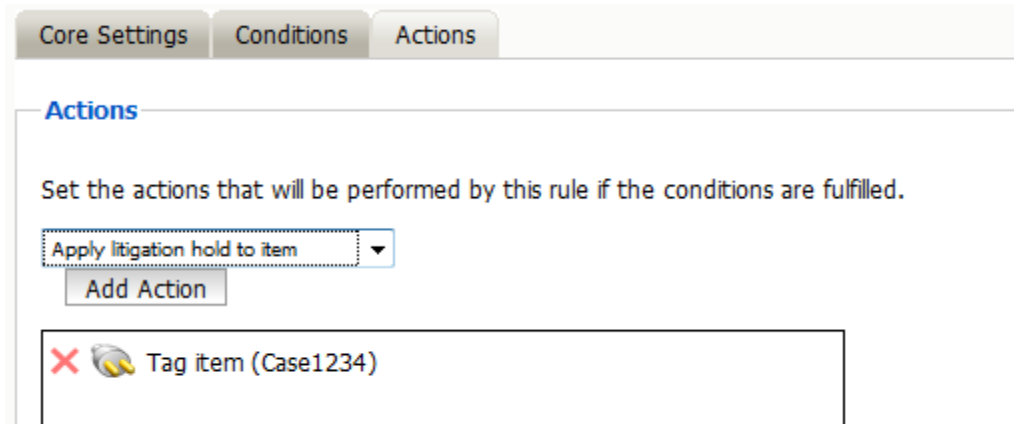 Core Settings Conditions Actions
Actions
Set the actions that will be performed by this rule if the conditions are fulfilled.
Apply litigation hold to item
Add Action
Tag item (Case1234)